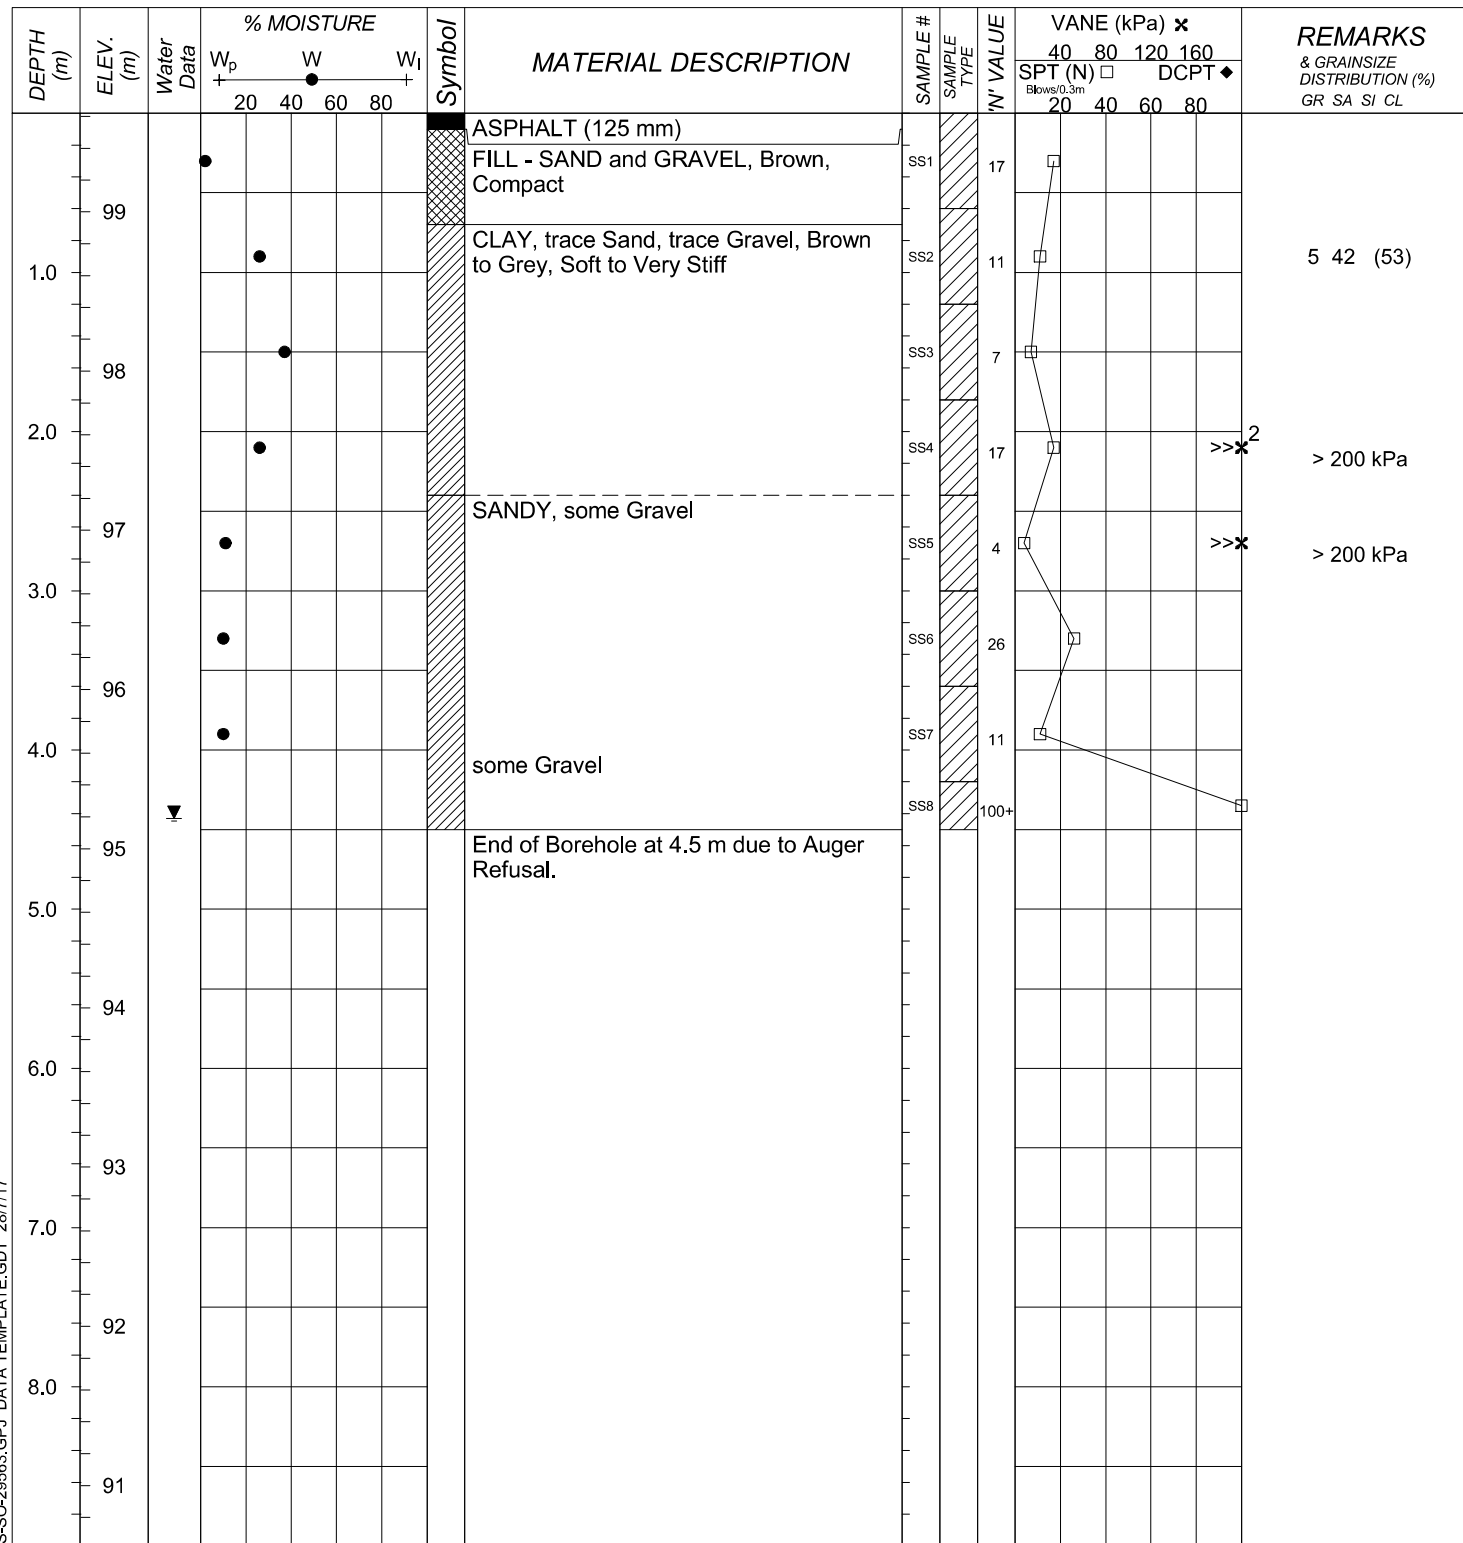 DEPTH (m)
ELEV. (m)
Water Data
% MOISTURE
Wp W Wl
20 40 60 80
Symbol
MATERIAL DESCRIPTION
SAMPLE #
SAMPLE TYPE
'N' VALUE
VANE (kPa) ✖
40 80 120 160
SPT (N) □ DCPT ◆
Blows/0.3m
20 40 60 80
REMARKS
& GRAINSIZE
DISTRIBUTION (%)
GR SA SI CL
ASPHALT (125 mm)
FILL - SAND and GRAVEL, Brown,
Compact
SS1 17
99
CLAY, trace Sand, trace Gravel, Brown
to Grey, Soft to Very Stiff
SS2 11 5 42 (53)
1.0
SS3 7
98
2.0
SS4 17 >>✖ 2
> 200 kPa
SANDY, some Gravel
97
SS5 4 >>✖
> 200 kPa
3.0
SS6 26
96
SS7 11
4.0
some Gravel
SS8 100+
End of Borehole at 4.5 m due to Auger
Refusal.
95
5.0
94
6.0
93
7.0
92
8.0
91